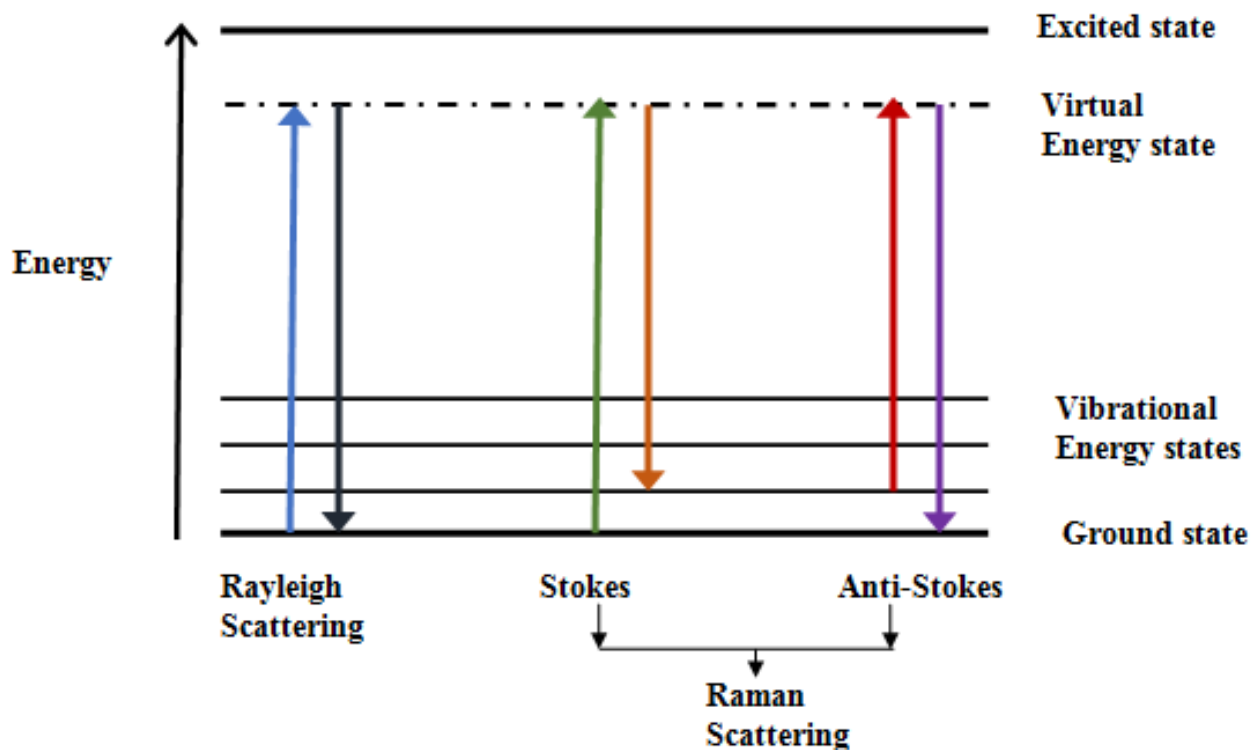 Excited state
Virtual
Energy state
Energy
Vibrational
Energy states
Ground state
Rayleigh
Scattering
Stokes
Anti-Stokes
Raman
Scattering